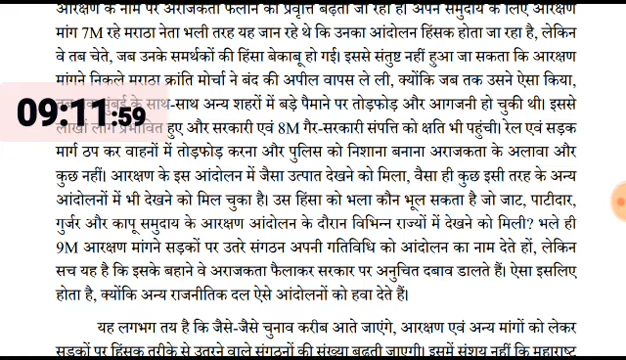 आरक्षण के नाम पर अराजकता फैलाने की प्रवृत्ति बढ़ती जा रही है। अपने समुदाय के लिए आरक्षण
मांग 7M रहे मराठा नेता भली तरह यह जान रहे थे कि उनका आंदोलन हिंसक होता जा रहा है, लेकिन
वे तब चेते, जब उनके समर्थकों की हिंसा बेकाबू हो गई। इससे संतुष्ट नहीं हुआ जा सकता कि आरक्षण
मांगने निकले मराठा क्रांति मोर्चा ने बंद की अपील वापस ले ली, क्योंकि जब तक उसने ऐसा किया,
09:11:59
मुंबई के साथ-साथ अन्य शहरों में बड़े पैमाने पर तोड़फोड़ और आगजनी हो चुकी थी। इससे
लाखों लोग प्रभावित हुए और सरकारी एवं 8M गैर-सरकारी संपत्ति को क्षति भी पहुंची। रेल एवं सड़क
मार्ग ठप कर वाहनों में तोड़फोड़ करना और पुलिस को निशाना बनाना अराजकता के अलावा और
कुछ नहीं। आरक्षण के इस आंदोलन में जैसा उत्पात देखने को मिला, वैसा ही कुछ इसी तरह के अन्य
आंदोलनों में भी देखने को मिल चुका है। उस हिंसा को भला कौन भूल सकता है जो जाट, पाटीदार,
गुर्जर और कापू समुदाय के आरक्षण आंदोलन के दौरान विभिन्न राज्यों में देखने को मिली? भले ही
9M आरक्षण मांगने सड़कों पर उतरे संगठन अपनी गतिविधि को आंदोलन का नाम देते हों, लेकिन
सच यह है कि इसके बहाने वे अराजकता फैलाकर सरकार पर अनुचित दबाव डालते हैं। ऐसा इसलिए
होता है, क्योंकि अन्य राजनीतिक दल ऐसे आंदोलनों को हवा देते हैं।
यह लगभग तय है कि जैसे-जैसे चुनाव करीब आते जाएंगे, आरक्षण एवं अन्य मांगों को लेकर
सड़कों पर हिंसक तरीके से उतरने वाले संगठनों की संख्या बढ़ती जाएगी। इसमें संशय नहीं कि महाराष्ट्र